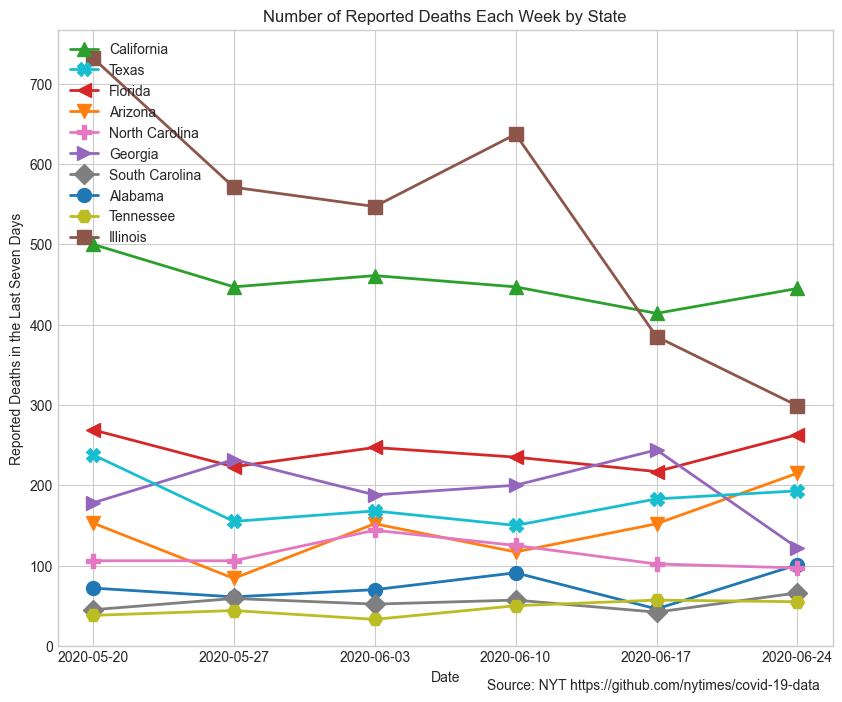 Number of Reported Deaths Each Week by State
California
Texas
Florida
Arizona
North Carolina
Georgia
South Carolina
Alabama
Tennessee
Illinois
Reported Deaths in the Last Seven Days
700
600
500
400
300
200
100
0
2020-05-20 2020-05-27 2020-06-03 2020-06-10 2020-06-17 2020-06-24
Date
Source: NYT https://github.com/nytimes/covid-19-data